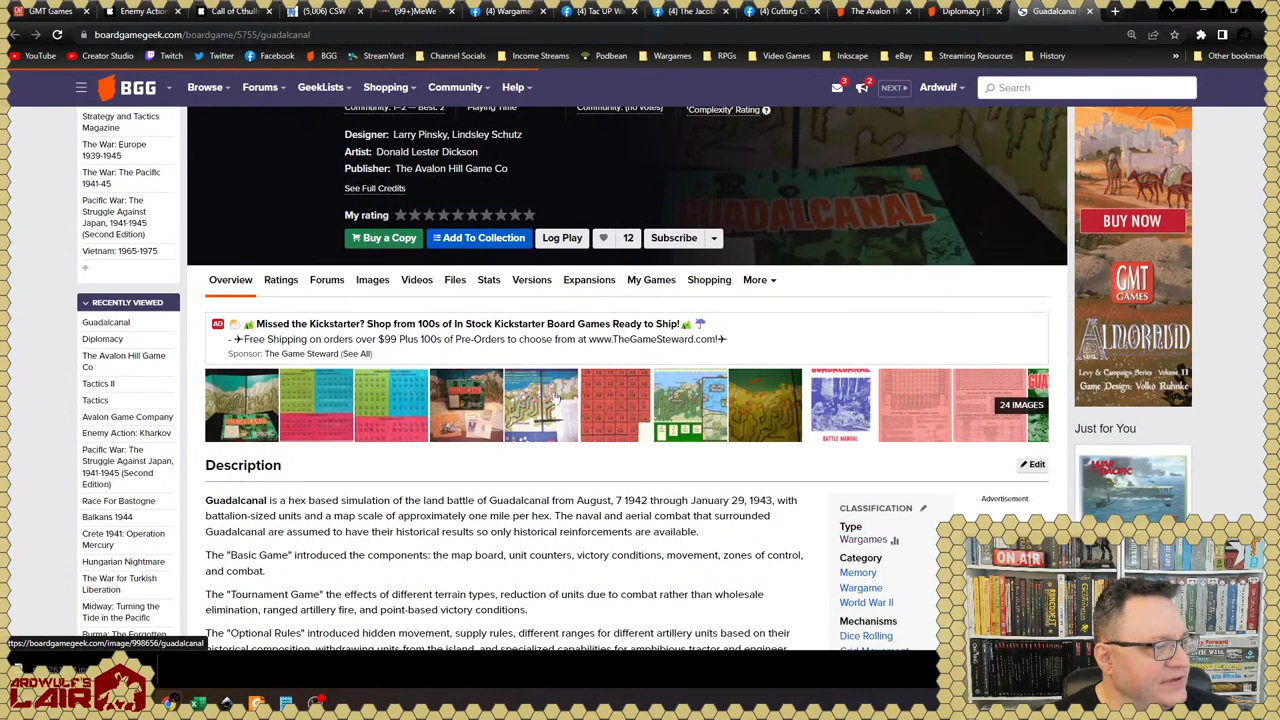 GMT Games
Enemy Action:
Call of Cthulh
(5,006) CSW
(99+)MeWe
(4) Wargamer
(4) Tac UP Wa
(4) The Jacob
(4) Cutting Co
The Avalon H
Diplomacy | B
Guadalcanal
boardgamegeek.com/boardgame/5755/guadalcanal
YouTube
Creator Studio
Twitch
Twitter
Facebook
BGG
StreamYard
Channel Socials
Income Streams
Podbean
Wargames
RPGs
Video Games
Inkscape
eBay
Streaming Resources
History
Other bookmar
BGG
Browse
Forums
GeekLists
Shopping
Community
Help
3
2
NEXT
Ardwulf
Search
Strategy and Tactics
Magazine
The War: Europe
1939-1945
The War: The Pacific
1941-45
Pacific War: The
Struggle Against
Japan, 1941-1945
(Second Edition)
Vietnam: 1965-1975
+
RECENTLY VIEWED
Guadalcanal
Diplomacy
The Avalon Hill Game
Co
Tactics II
Tactics
Avalon Game Company
Enemy Action: Kharkov
Pacific War: The
Struggle Against Japan,
1941-1945 (Second
Edition)
Race For Bastogne
Balkans 1944
Crete 1941: Operation
Mercury
Hungarian Nightmare
The War for Turkish
Liberation
Midway: Turning the
Tide in the Pacific
Burma: The Forgotten
ttps://boardgamegeek.com/image/998656/guadalcanal
Community: 1–2 — Best: 2
Playing Time
Community: (no votes)
'Complexity' Rating
Designer: Larry Pinsky, Lindsley Schutz
Artist: Donald Lester Dickson
Publisher: The Avalon Hill Game Co
See Full Credits
My rating
GUADALCANAL
Buy a Copy
Add To Collection
Log Play
12
Subscribe
Overview
Ratings
Forums
Images
Videos
Files
Stats
Versions
Expansions
My Games
Shopping
More
AD
Missed the Kickstarter? Shop from 100s of In Stock Kickstarter Board Games Ready to Ship!
- ✈Free Shipping on orders over $99 Plus 100s of Pre-Orders to choose from at www.TheGameSteward.com!✈
Sponsor: The Game Steward (See All)
GUADALCANAL
BATTLE MANUAL
24 IMAGES
Description
Edit
Guadalcanal is a hex based simulation of the land battle of Guadalcanal from August, 7 1942 through January 29, 1943, with
battalion-sized units and a map scale of approximately one mile per hex. The naval and aerial combat that surrounded
Guadalcanal are assumed to have their historical results so only historical reinforcements are available.
The "Basic Game" introduced the components: the map board, unit counters, victory conditions, movement, zones of control,
and combat.
The "Tournament Game" the effects of different terrain types, reduction of units due to combat rather than wholesale
elimination, ranged artillery fire, and point-based victory conditions.
The "Optional Rules" introduced hidden movement, supply rules, different ranges for different artillery units based on their
historical composition, withdrawing units from the island, and specialized capabilities for amphibious tractor and engineer
CLASSIFICATION
Type
Wargames
Category
Memory
Wargame
World War II
Mechanisms
Dice Rolling
Grid Movement
BUY NOW
GMT
GAMES
ALMORAVID
Levy & Campaign Series - Volume II
Game Design: Volko Ruhnke
Just for You
WAR
PACIFIC
Advertisement
ON AIR
RUNEQUEST
ARDWULF'S
LAIR